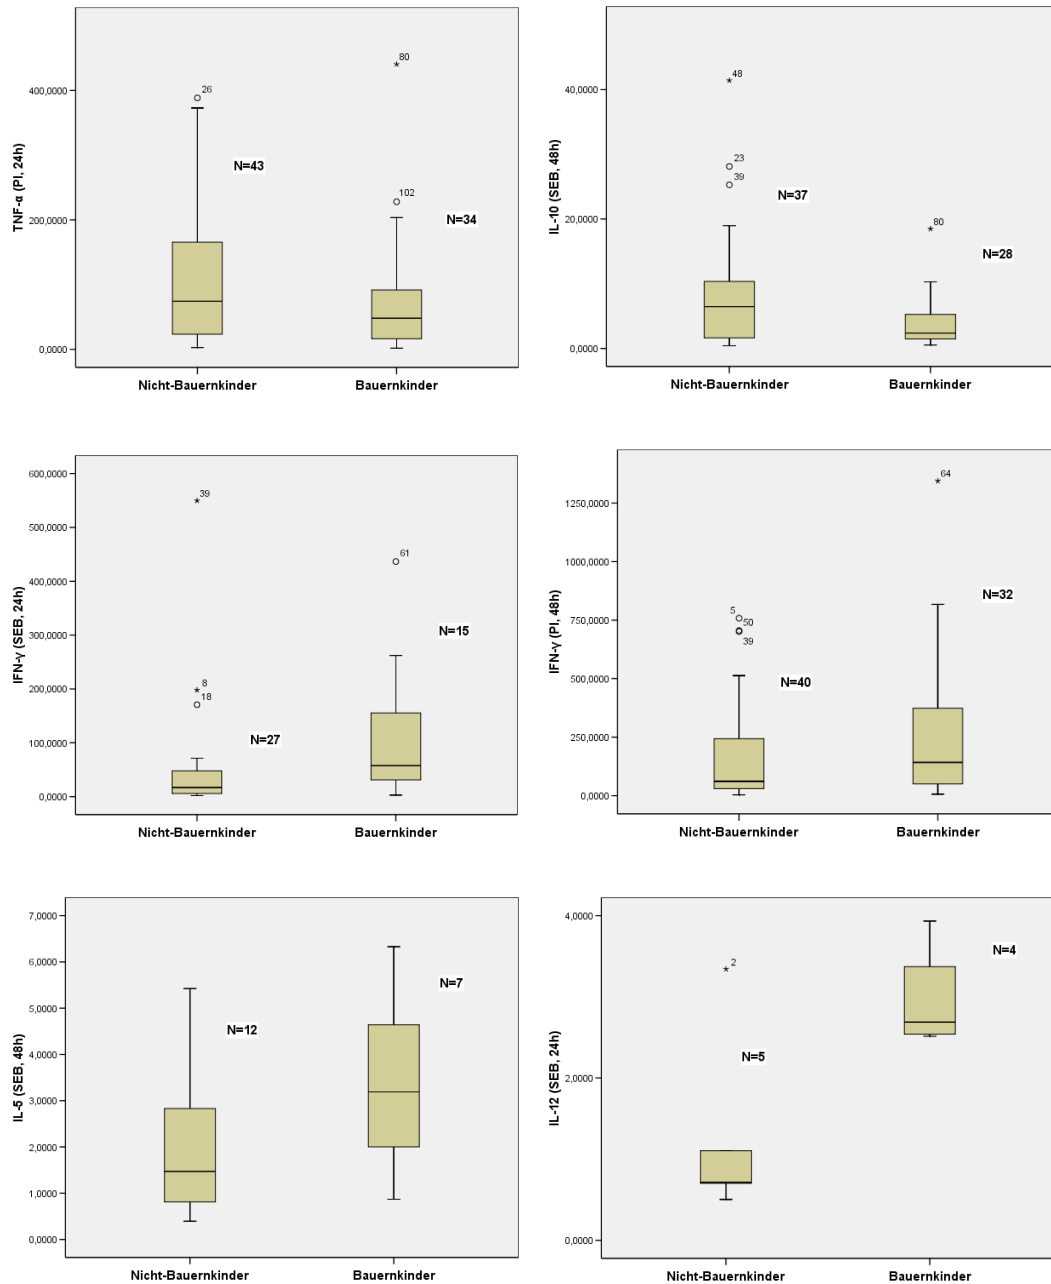 TNF-α (PI, 24h)
400,0000
200,0000
0,0000
26
N=43
80
102
N=34
Nicht-Bauernkinder
Bauernkinder
IL-10 (SEB, 48h)
40,0000
20,0000
0,0000
48
23
39
N=37
80
N=28
Nicht-Bauernkinder
Bauernkinder
IFN-γ (SEB, 24h)
600,0000
500,0000
400,0000
300,0000
200,0000
100,0000
0,0000
39
8
18
N=27
61
N=15
Nicht-Bauernkinder
Bauernkinder
IFN-γ (PI, 48h)
1250,0000
1000,0000
750,0000
500,0000
250,0000
0,0000
5
50
39
N=40
64
N=32
Nicht-Bauernkinder
Bauernkinder
IL-5 (SEB, 48h)
7,0000
6,0000
5,0000
4,0000
3,0000
2,0000
1,0000
0,0000
N=12
N=7
Nicht-Bauernkinder
Bauernkinder
IL-12 (SEB, 24h)
4,0000
2,0000
0,0000
2
N=5
N=4
Nicht-Bauernkinder
Bauernkinder